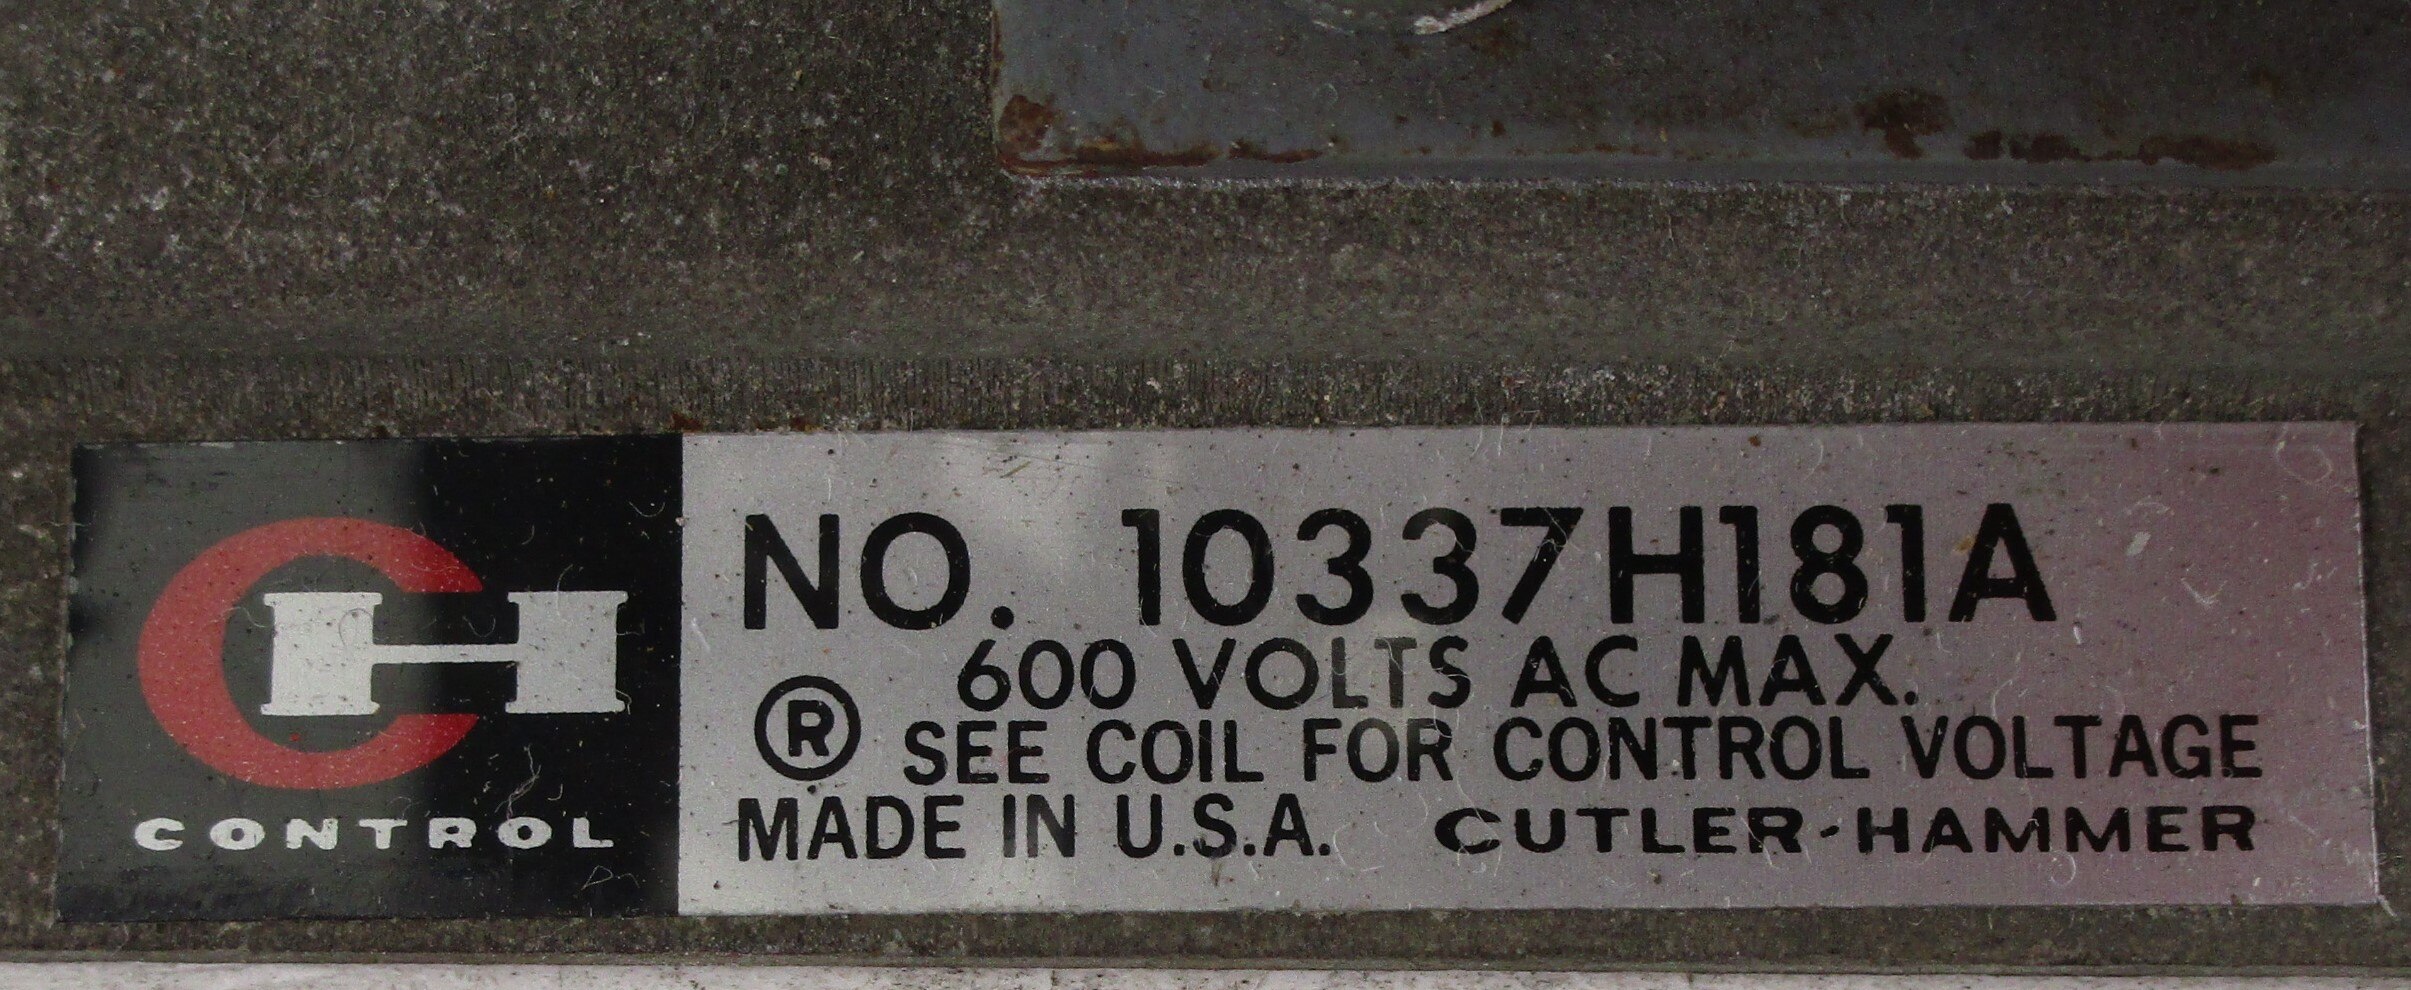 CH
CONTROL
NO. 10337H181A
600 VOLTS AC MAX.
® SEE COIL FOR CONTROL VOLTAGE
MADE IN U.S.A. CUTLER-HAMMER